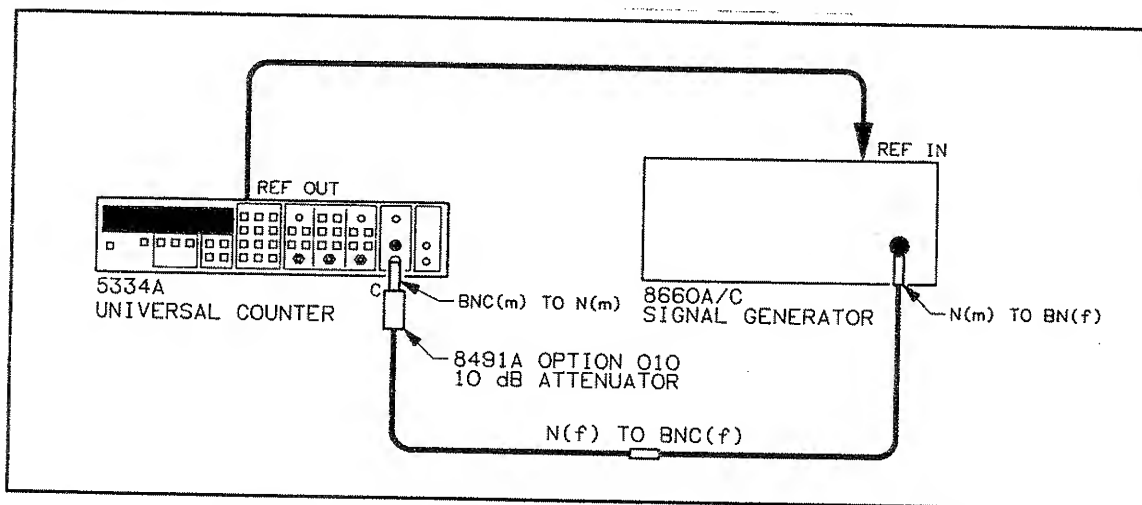 REF IN
REF OUT
5334A
UNIVERSAL COUNTER
C
BNC(m) TO N(m)
8660A/C
SIGNAL GENERATOR
N(m) TO BN(f)
8491A OPTION 010
10 dB ATTENUATOR
N(f) TO BNC(f)